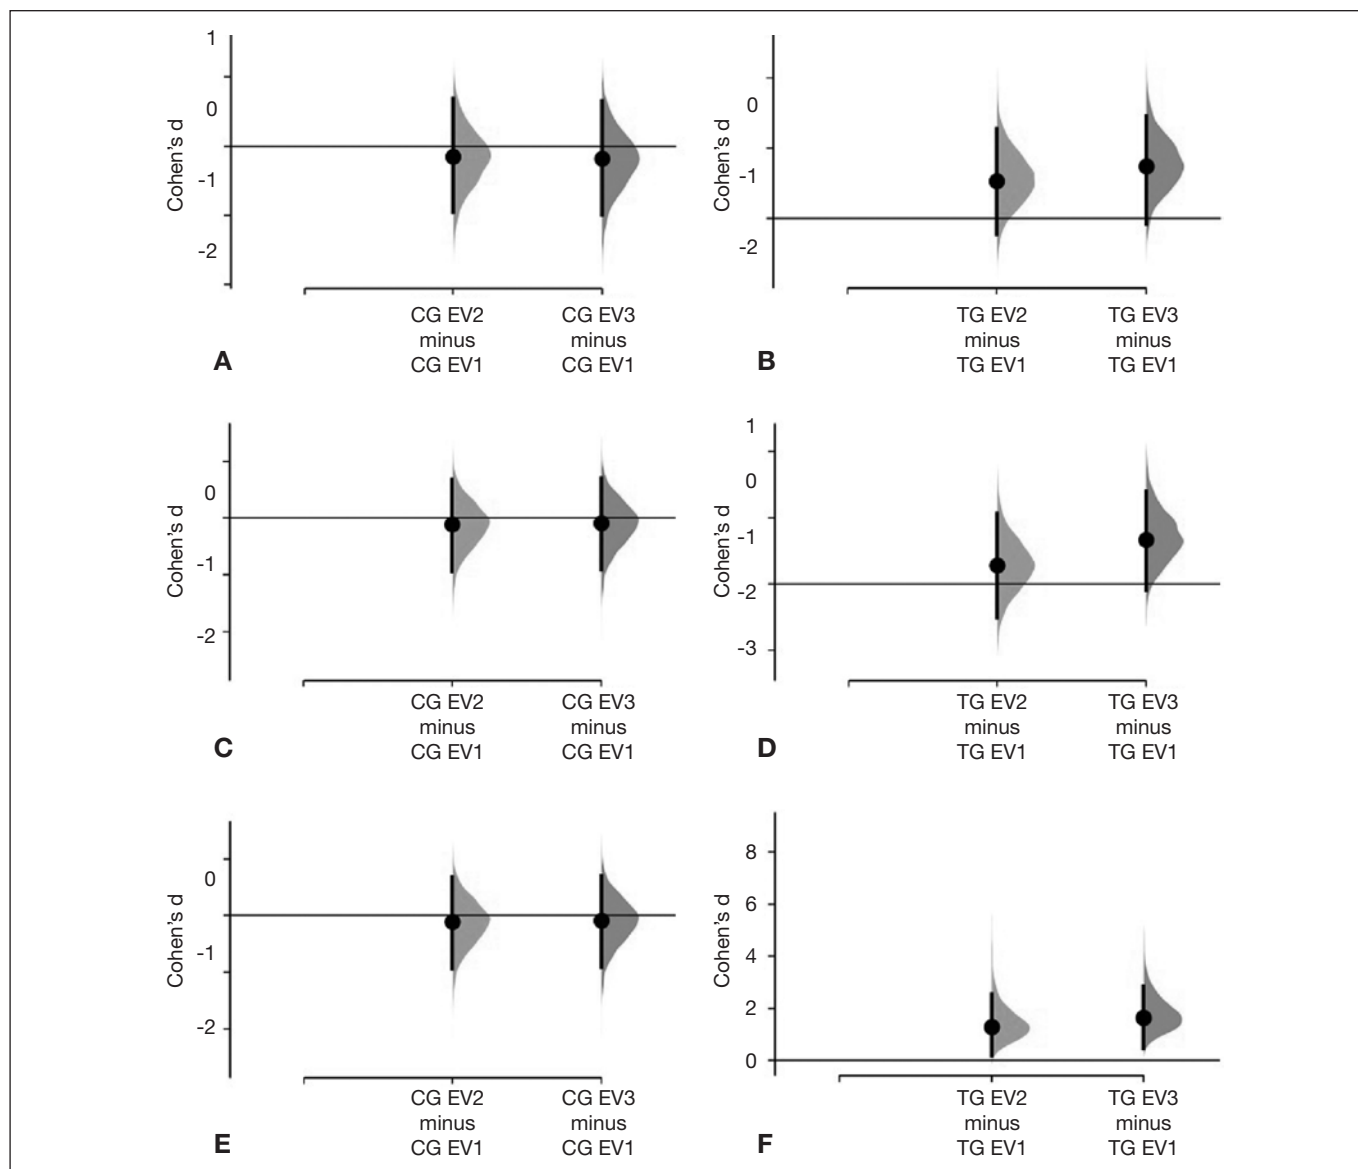 1
0
-1
-2
Cohen's d
CG EV2
minus
CG EV1
CG EV3
minus
CG EV1
A
0
-1
-2
Cohen's d
TG EV2
minus
TG EV1
TG EV3
minus
TG EV1
B
0
-1
-2
Cohen's d
CG EV2
minus
CG EV1
CG EV3
minus
CG EV1
C
1
0
-1
-2
-3
Cohen's d
TG EV2
minus
TG EV1
TG EV3
minus
TG EV1
D
0
-1
-2
Cohen's d
CG EV2
minus
CG EV1
CG EV3
minus
CG EV1
E
8
6
4
2
0
Cohen's d
TG EV2
minus
TG EV1
TG EV3
minus
TG EV1
F